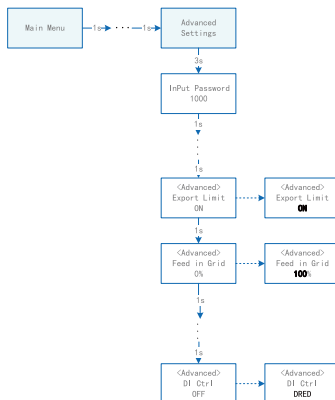 Main Menu
1s
1s
Advanced
Settings
3s
InPut Password
1000
1s
1s
<Advanced>
Export Limit
ON
<Advanced>
Export Limit
ON
1s
<Advanced>
Feed in Grid
0%
<Advanced>
Feed in Grid
100%
1s
1s
<Advanced>
DI Ctrl
OFF
<Advanced>
DI Ctrl
DRED